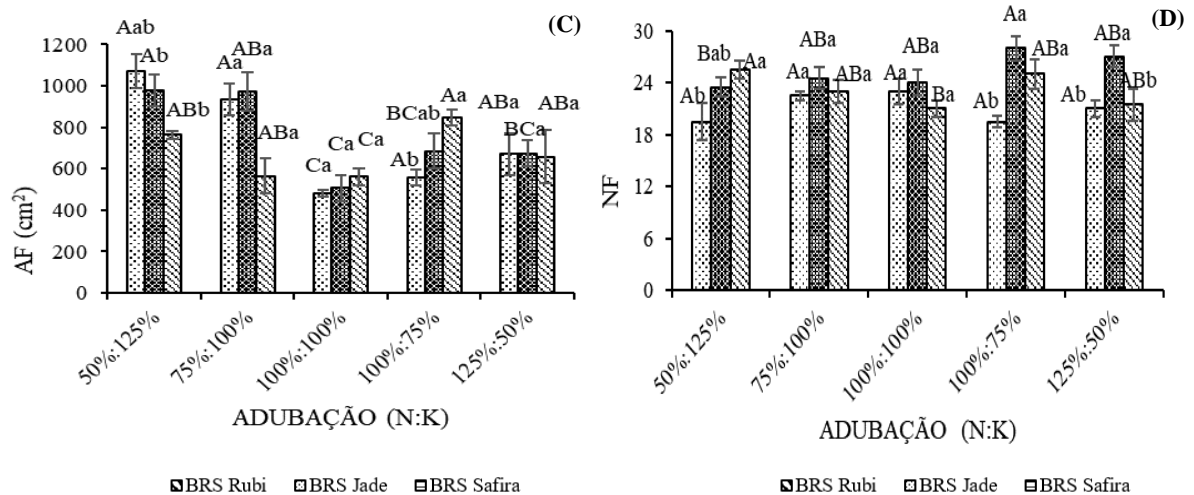 (C)
AF (cm²)
1200
1000
800
600
400
200
0
Aab Ab ABb
Aa ABa ABa
Ca Ca Ca
Ab BCab Aa
ABa BCa ABa
50%:125% 75%:100% 100%:100% 100%:75% 125%:50%
ADUBAÇÃO (N:K)
BRS Rubi BRS Jade BRS Safira
(D)
NF
30
24
18
12
6
0
Ab Bab Aa
Aa ABa ABa
Aa ABa Ba
Ab Aa ABa
Ab ABa ABb
50%:125% 75%:100% 100%:100% 100%:75% 125%:50%
ADUBAÇÃO (N:K)
BRS Rubi BRS Jade BRS Safira